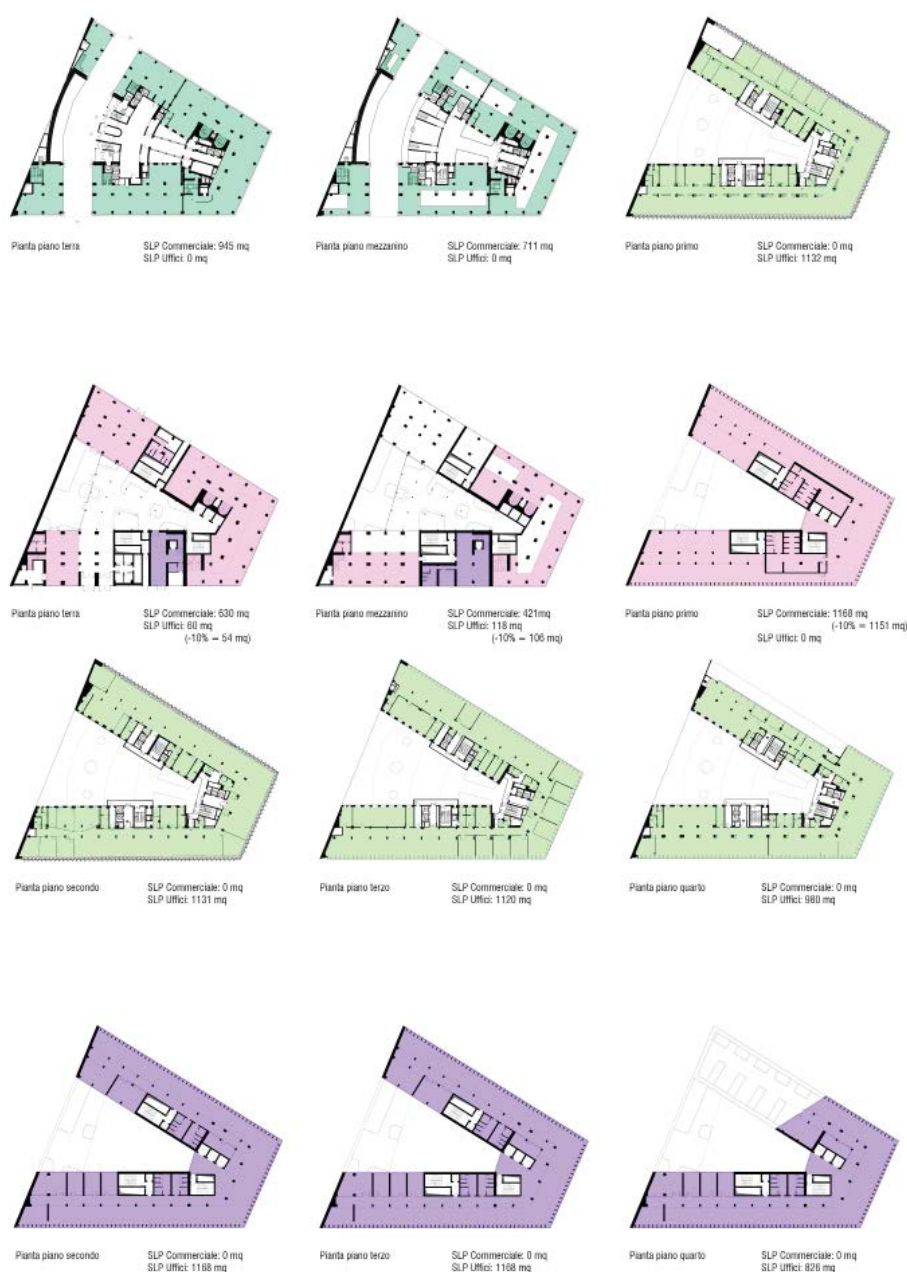 Pianta piano terra SLP Commerciale: 945 mq
SLP Uffici: 0 mq
Pianta piano mezzanino SLP Commerciale: 711 mq
SLP Uffici: 0 mq
Pianta piano primo SLP Commerciale: 0 mq
SLP Uffici: 1132 mq
Pianta piano terra SLP Commerciale: 630 mq
SLP Uffici: 60 mq
(-10% = 54 mq)
Pianta piano mezzanino SLP Commerciale: 421mq
SLP Uffici: 118 mq
(-10% = 106 mq)
Pianta piano primo SLP Commerciale: 1168 mq
(-10% = 1151 mq)
SLP Uffici: 0 mq
Pianta piano secondo SLP Commerciale: 0 mq
SLP Uffici: 1131 mq
Pianta piano terzo SLP Commerciale: 0 mq
SLP Uffici: 1120 mq
Pianta piano quarto SLP Commerciale: 0 mq
SLP Uffici: 980 mq
Pianta piano secondo SLP Commerciale: 0 mq
SLP Uffici: 1168 mq
Pianta piano terzo SLP Commerciale: 0 mq
SLP Uffici: 1168 mq
Pianta piano quarto SLP Commerciale: 0 mq
SLP Uffici: 826 mq